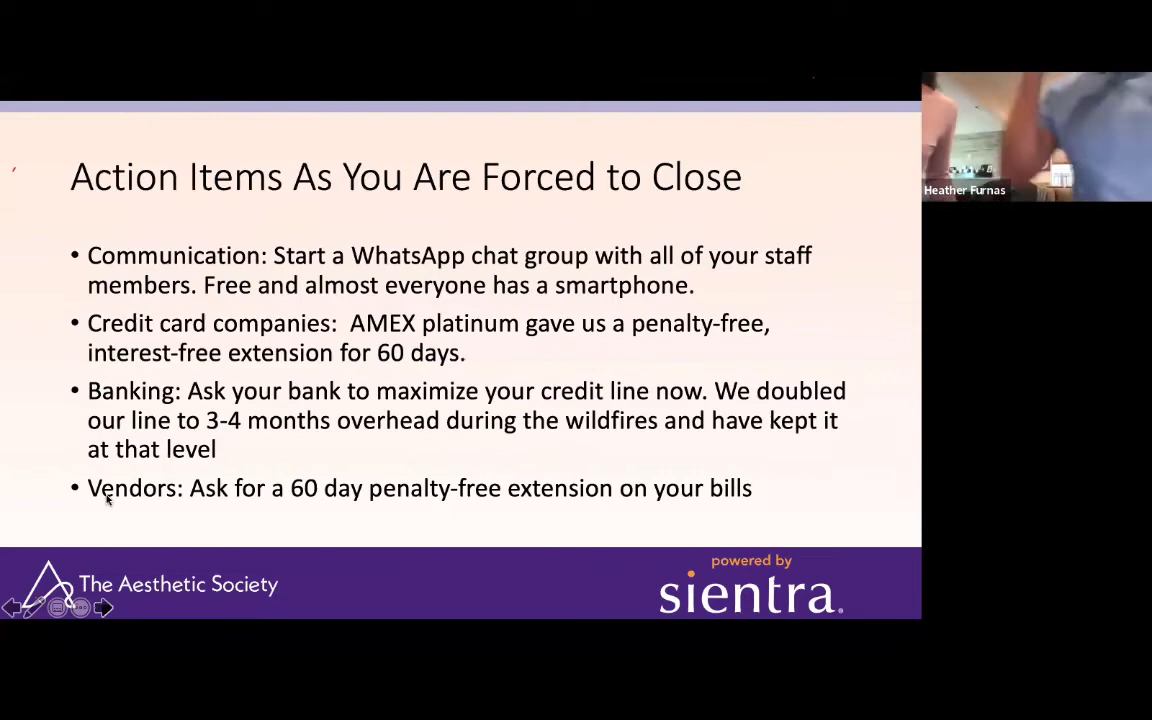 Action Items As You Are Forced to Close
• Communication: Start a WhatsApp chat group with all of your staff
members. Free and almost everyone has a smartphone.
• Credit card companies:  AMEX platinum gave us a penalty-free,
interest-free extension for 60 days.
• Banking: Ask your bank to maximize your credit line now. We doubled
our line to 3-4 months overhead during the wildfires and have kept it
at that level
• Vendors: Ask for a 60 day penalty-free extension on your bills
The Aesthetic Society
powered by
sientra.
Heather Furnas